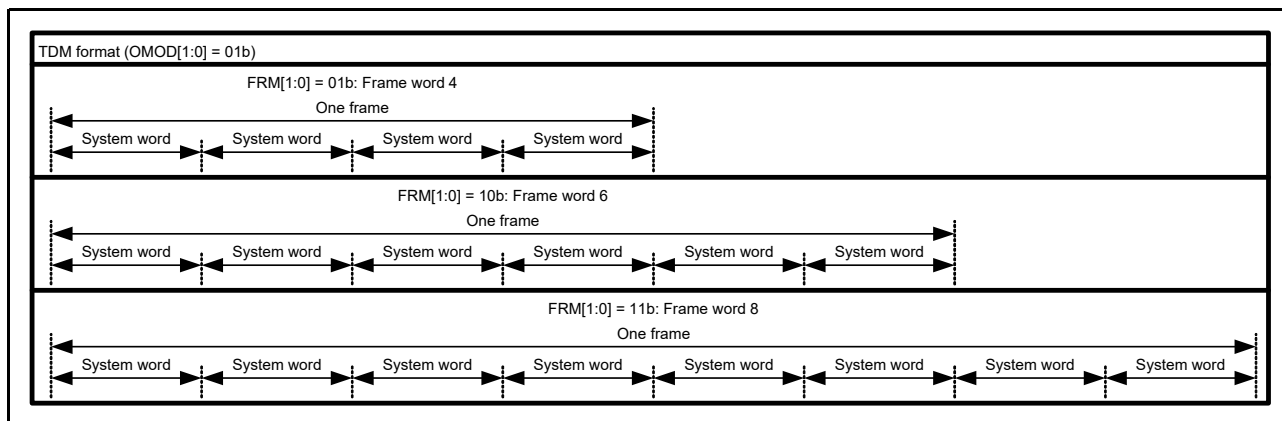 TDM format (OMOD[1:0] = 01b)
FRM[1:0] = 01b: Frame word 4
One frame
System word System word System word System word
FRM[1:0] = 10b: Frame word 6
One frame
System word System word System word System word System word System word
FRM[1:0] = 11b: Frame word 8
One frame
System word System word System word System word System word System word System word System word